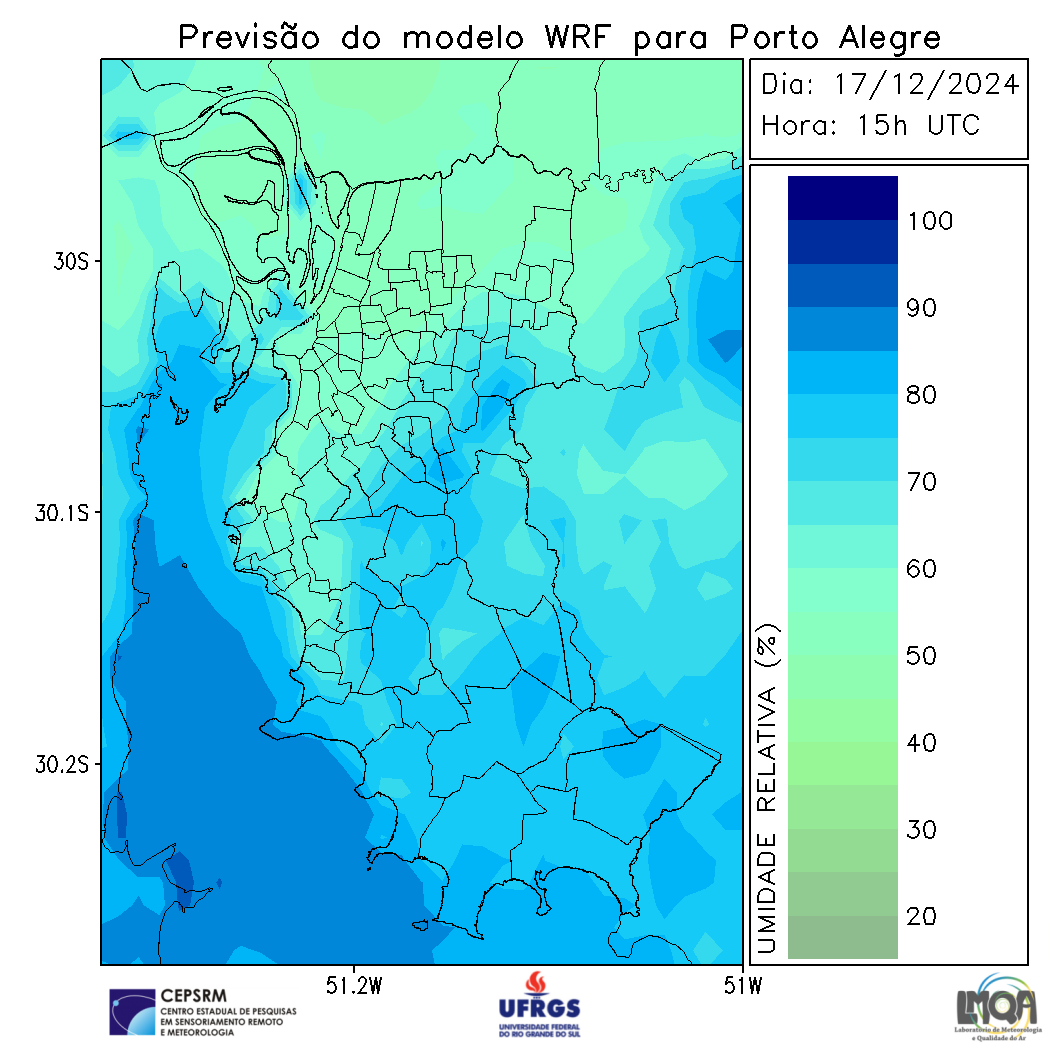 Previsão do modelo WRF para Porto Alegre
Dia: 17/12/2024
Hora: 15h UTC
30S
30.1S
30.2S
51.2W
51W
UMIDADE RELATIVA (%)
100
90
80
70
60
50
40
30
20
CEPSRM
CENTRO ESTADUAL DE PESQUISAS
EM SENSORIAMENTO REMOTO
E METEOROLOGIA
UFRGS
UNIVERSIDADE FEDERAL
DO RIO GRANDE DO SUL
LMQA
Laboratório de Meteorologia
e Qualidade do Ar